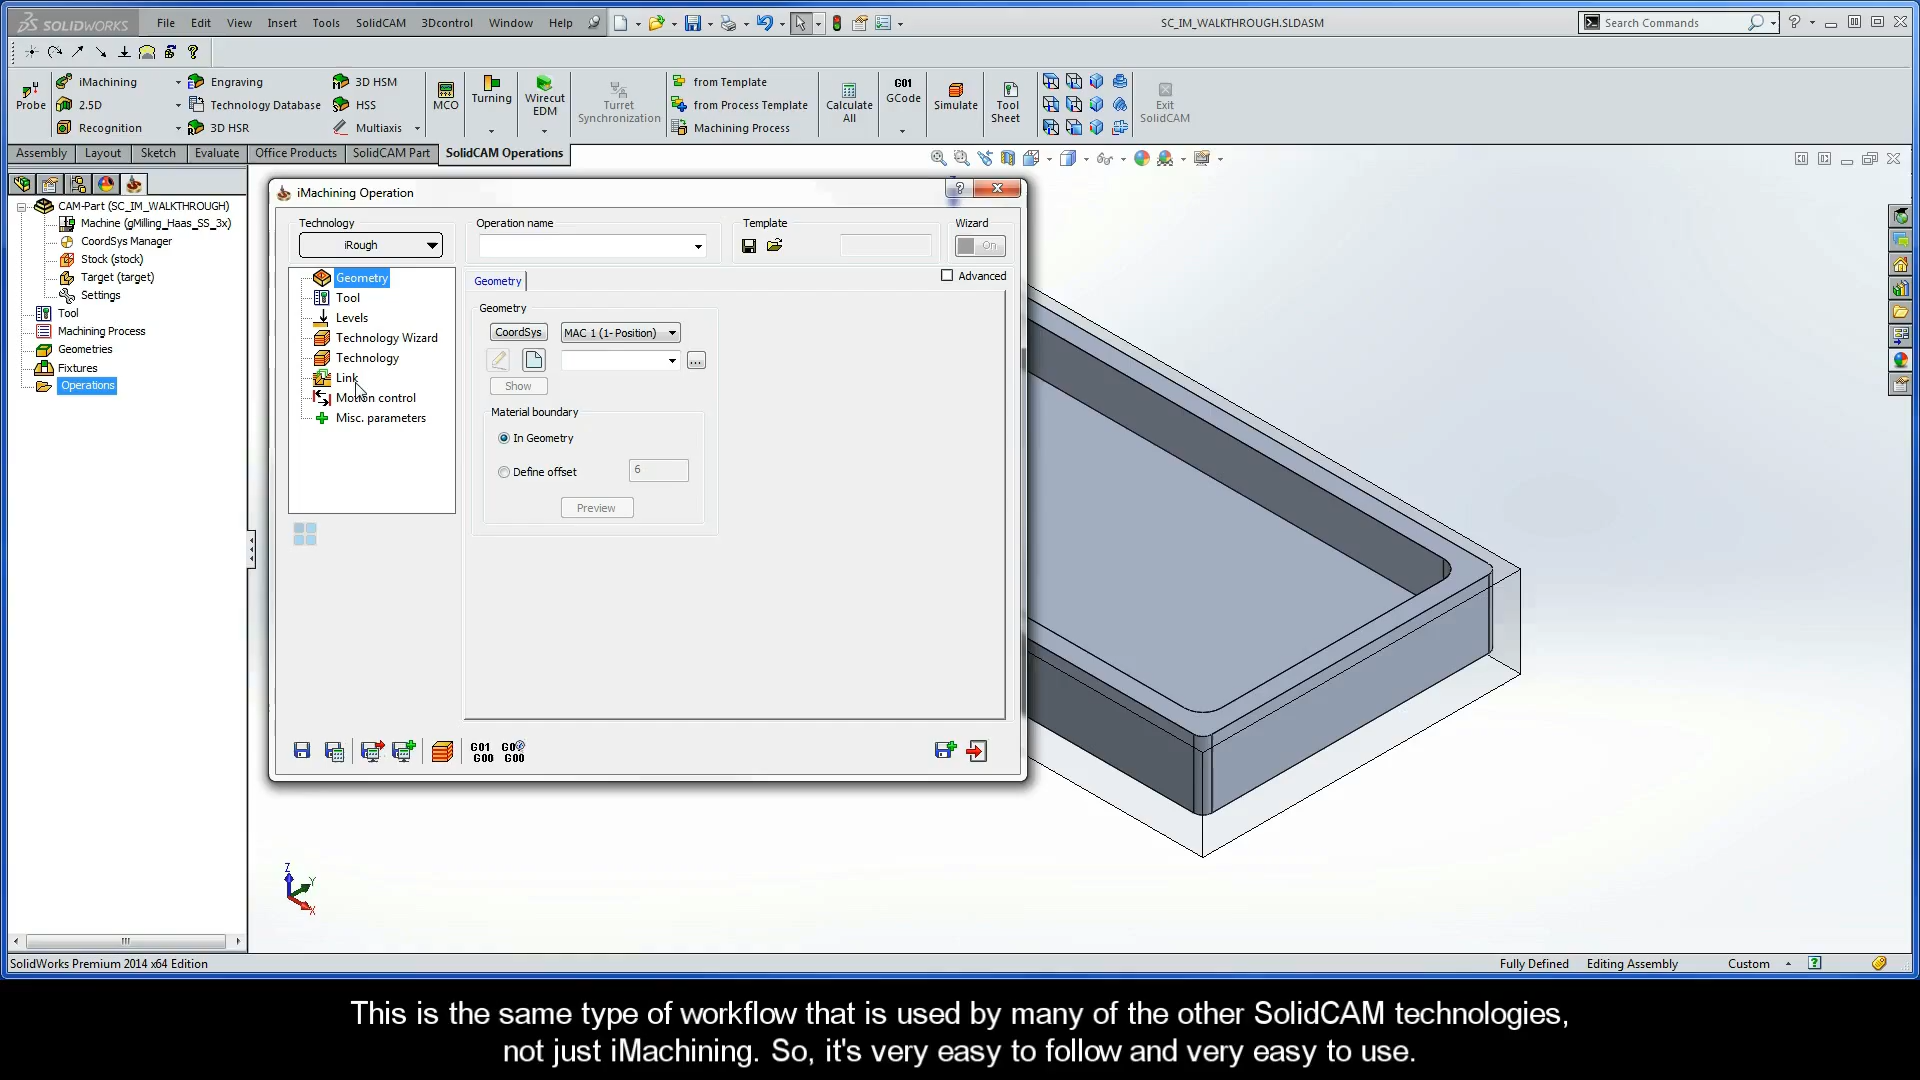 SOLIDWORKS File Edit View Insert Tools SolidCAM 3Dcontrol Window Help SC_IM_WALKTHROUGH.SLDASM Search Commands
Probe
iMachining
2.5D
Recognition
Engraving
Technology Database
3D HSR
3D HSM
HSS
Multiaxis
MCO
Turning
Wirecut
EDM
Turret
Synchronization
from Template
from Process Template
Machining Process
Calculate
All
G01
GCode
Simulate
Tool
Sheet
Exit
SolidCAM
Assembly Layout Sketch Evaluate Office Products SolidCAM Part SolidCAM Operations
CAM-Part (SC_IM_WALKTHROUGH)
Machine (gMilling_Haas_SS_3x)
CoordSys Manager
Stock (stock)
Target (target)
Settings
Tool
Machining Process
Geometries
Fixtures
Operations
iMachining Operation
Technology
iRough
Operation name
Template
Wizard
On
Geometry
Tool
Levels
Technology Wizard
Technology
Link
Motion control
Misc. parameters
Geometry
Advanced
Geometry
CoordSys MAC 1 (1- Position)
...
Show
Material boundary
In Geometry
Define offset 6
Preview
G01
G00
G0
G00
Z
Y
X
SolidWorks Premium 2014 x64 Edition Fully Defined Editing Assembly Custom
This is the same type of workflow that is used by many of the other SolidCAM technologies,
not just iMachining. So, it's very easy to follow and very easy to use.